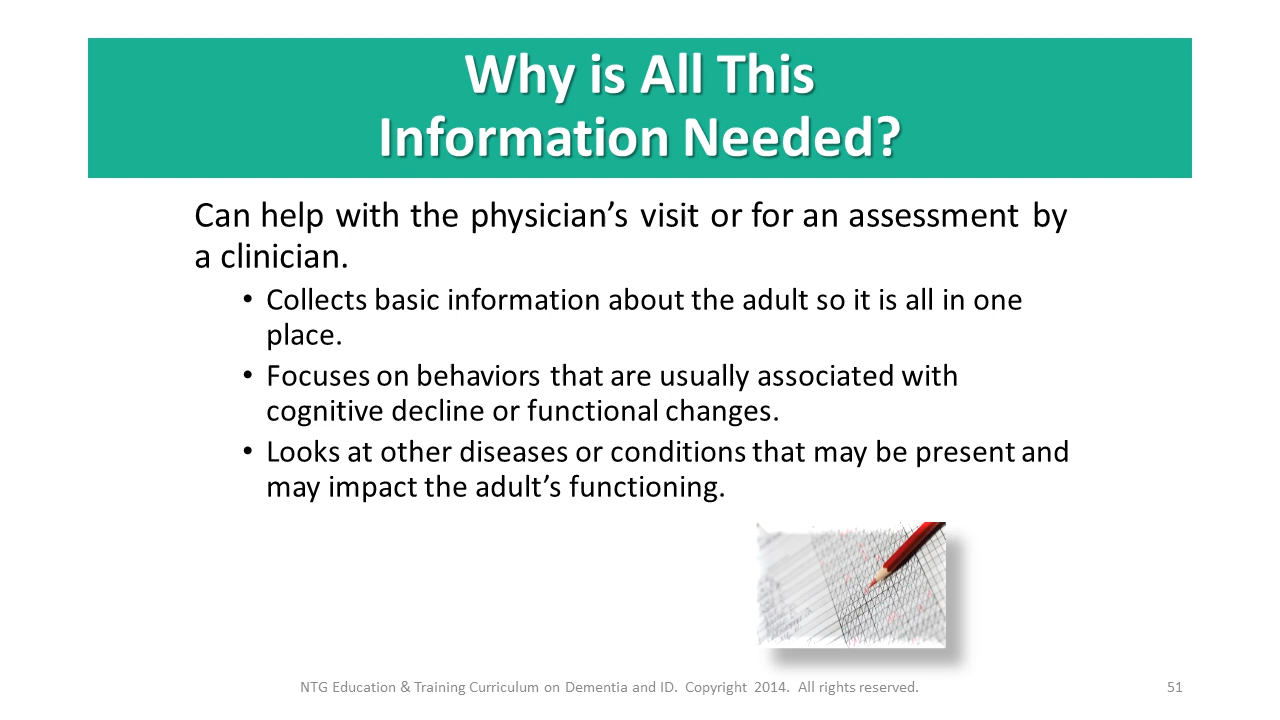 Why is All This
Information Needed?
Can help with the physician’s visit or for an assessment by
a clinician.
• Collects basic information about the adult so it is all in one
place.
• Focuses on behaviors that are usually associated with
cognitive decline or functional changes.
• Looks at other diseases or conditions that may be present and
may impact the adult’s functioning.
NTG Education & Training Curriculum on Dementia and ID. Copyright 2014. All rights reserved.
51